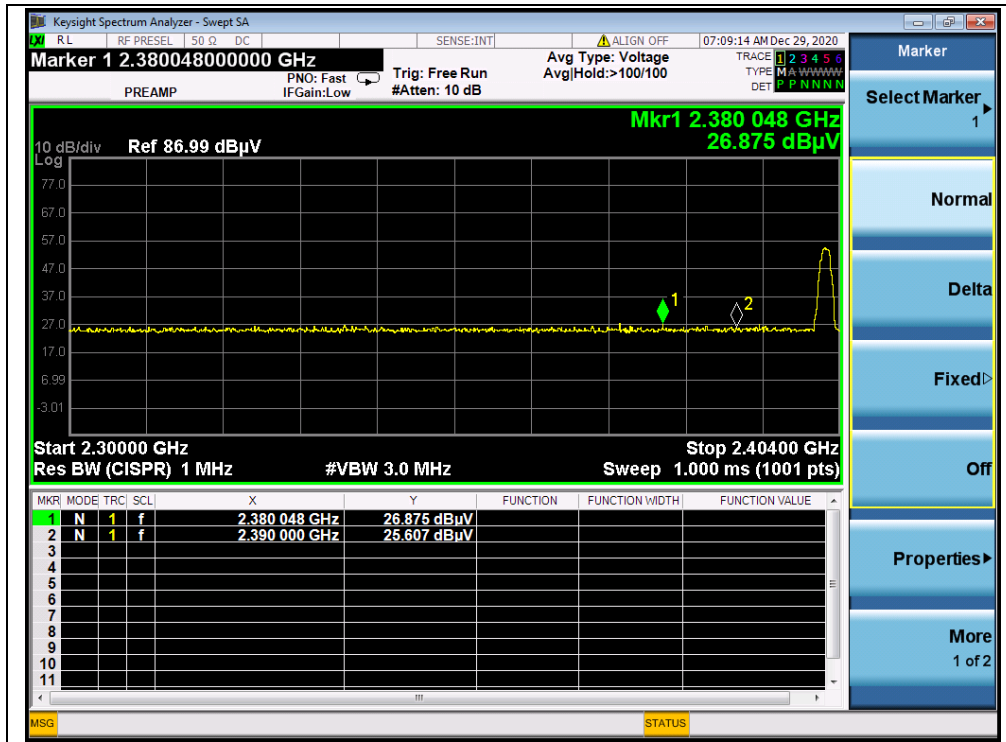 Keysight Spectrum Analyzer - Swept SA
LXI RL RF PRESEL 50 Ω DC SENSE:INT ALIGN OFF 07:09:14 AM Dec 29, 2020
Marker 1 2.380048000000 GHz
PREAMP
PNO: Fast
IFGain:Low
Trig: Free Run
#Atten: 10 dB
Avg Type: Voltage
Avg|Hold:>100/100
TRACE 1 2 3 4 5 6
TYPE M A W W W W
DET P P N N N N
Mkr1 2.380 048 GHz
26.875 dBµV
10 dB/div Ref 86.99 dBµV
Log
77.0
67.0
57.0
47.0
37.0
27.0
17.0
6.99
-3.01
1
2
Start 2.30000 GHz Stop 2.40400 GHz
Res BW (CISPR) 1 MHz #VBW 3.0 MHz Sweep 1.000 ms (1001 pts)
MKR MODE TRC SCL X Y FUNCTION FUNCTION WIDTH FUNCTION VALUE
1 N 1 f 2.380 048 GHz 26.875 dBµV
2 N 1 f 2.390 000 GHz 25.607 dBµV
3
4
5
6
7
8
9
10
11
MSG STATUS
Marker
Select Marker
1
Normal
Delta
Fixed
Off
Properties
More
1 of 2